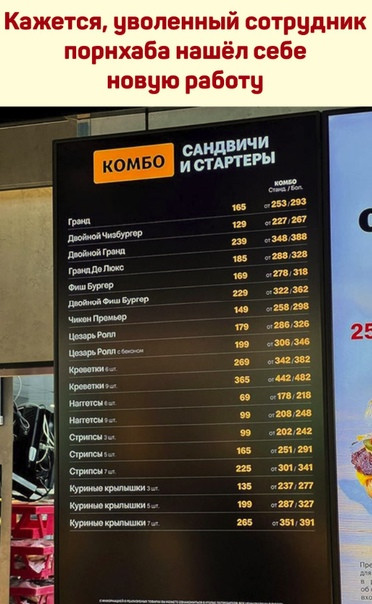 Кажется, уволенный сотрудник
порнхаба нашёл себе
новую работу
КОМБО
САНДВИЧИ
И СТАРТЕРЫ
КОМБО
Станд./Бол.
Гранд 165 от 253/293
Двойной Чизбургер 129 от 227/267
Двойной Гранд 239 от 348/388
Гранд Де Люкс 185 от 288/328
Фиш Бургер 169 от 278/318
Двойной Фиш Бургер 229 от 322/362
Чикен Премьер 149 от 258/298
Цезарь Ролл 179 от 286/326
Цезарь Ролл с беконом 199 от 306/346
Креветки 6 шт. 269 от 342/382
Креветки 9 шт. 365 от 442/482
Наггетсы 6 шт. 69 от 178/218
Наггетсы 9 шт. 99 от 208/248
Стрипсы 3 шт. 99 от 202/242
Стрипсы 5 шт. 165 от 251/291
Стрипсы 7 шт. 225 от 301/341
Куриные крылышки 3 шт. 135 от 237/277
Куриные крылышки 5 шт. 199 от 287/327
Куриные крылышки 7 шт. 265 от 351/391